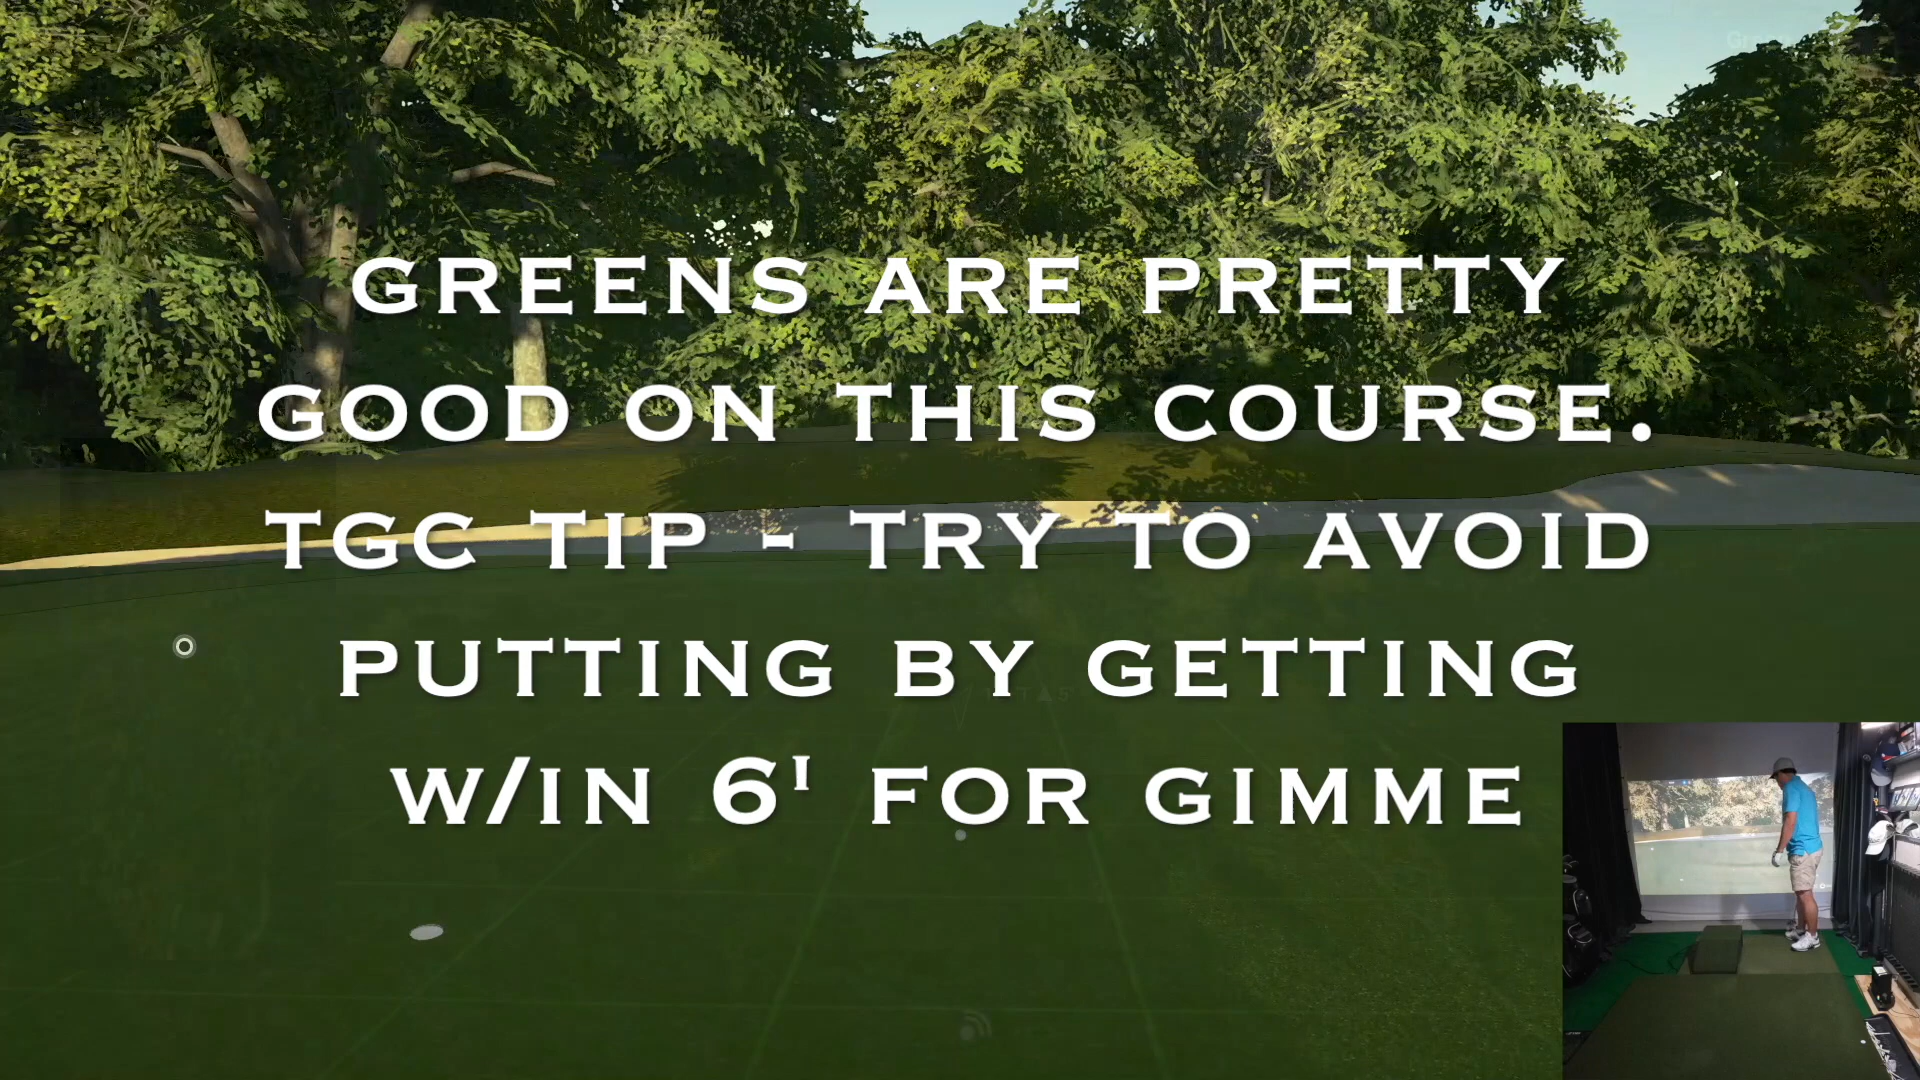 GREENS ARE PRETTY
GOOD ON THIS COURSE.
TGC TIP - TRY TO AVOID
PUTTING BY GETTING
W/IN 6' FOR GIMME